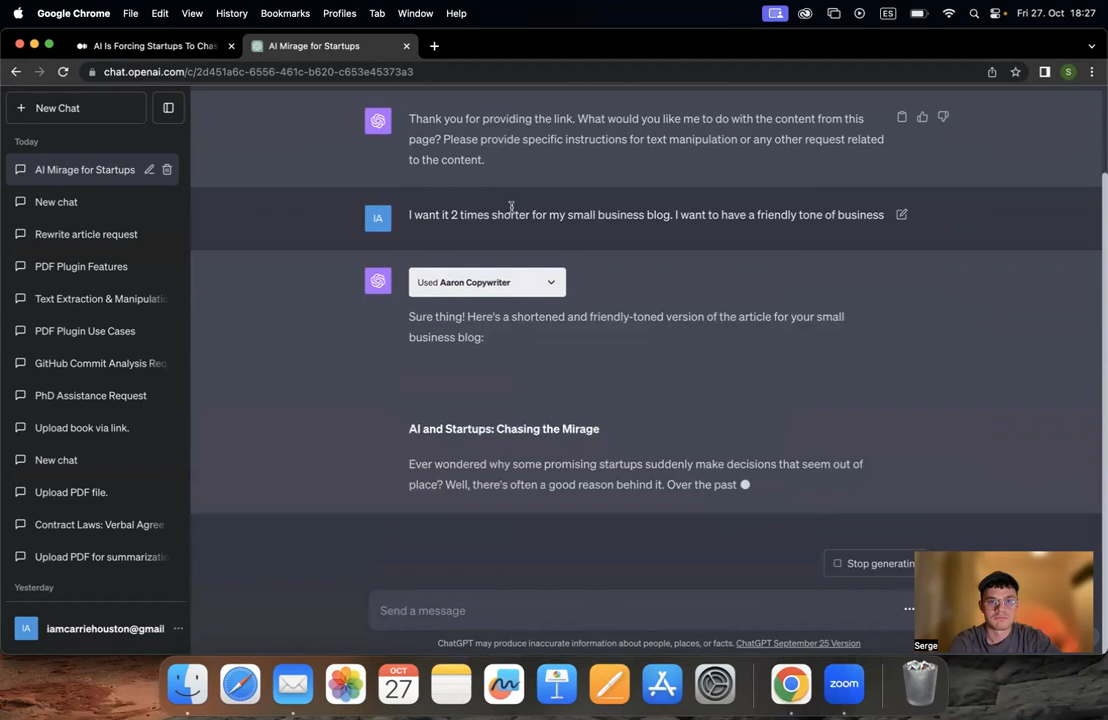 Google Chrome File Edit View History Bookmarks Profiles Tab Window Help ES Fri 27. Oct 18:27
AI Is Forcing Startups To Chas AI Mirage for Startups
chat.openai.com/c/2d451a6c-6556-461c-b620-c653e45373a3 S
New Chat
Today
AI Mirage for Startups
New chat
Rewrite article request
PDF Plugin Features
Text Extraction & Manipulatio
PDF Plugin Use Cases
GitHub Commit Analysis Req
PhD Assistance Request
Upload book via link.
New chat
Upload PDF file.
Contract Laws: Verbal Agree
Upload PDF for summarizatio
Yesterday
IA iamcarriehouston@gmail
Thank you for providing the link. What would you like me to do with the content from this
page? Please provide specific instructions for text manipulation or any other request related
to the content.
IA I want it 2 times shorter for my small business blog. I want to have a friendly tone of business
Used Aaron Copywriter
Sure thing! Here's a shortened and friendly-toned version of the article for your small
business blog:
AI and Startups: Chasing the Mirage
Ever wondered why some promising startups suddenly make decisions that seem out of
place? Well, there's often a good reason behind it. Over the past
Stop generatin
Send a message
ChatGPT may produce inaccurate information about people, places, or facts. ChatGPT September 25 Version
Serge
OCT
27
zoom